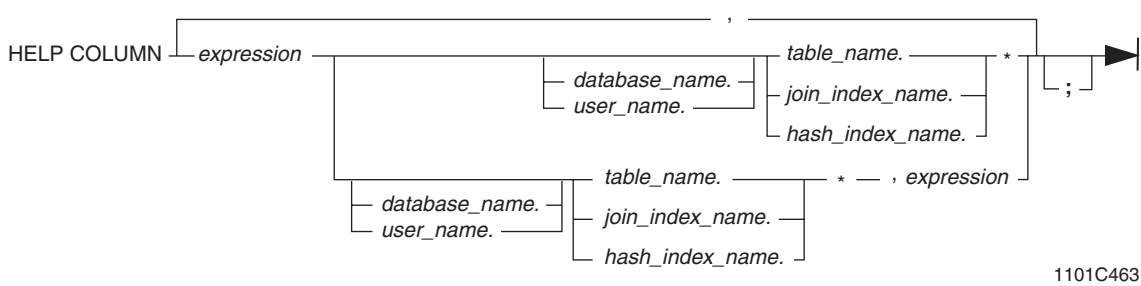 ,
HELP COLUMN expression table_name. *
database_name. join_index_name. ;
user_name.
hash_index_name.
table_name. * , expression
database_name. join_index_name.
user_name.
hash_index_name.
1101C463